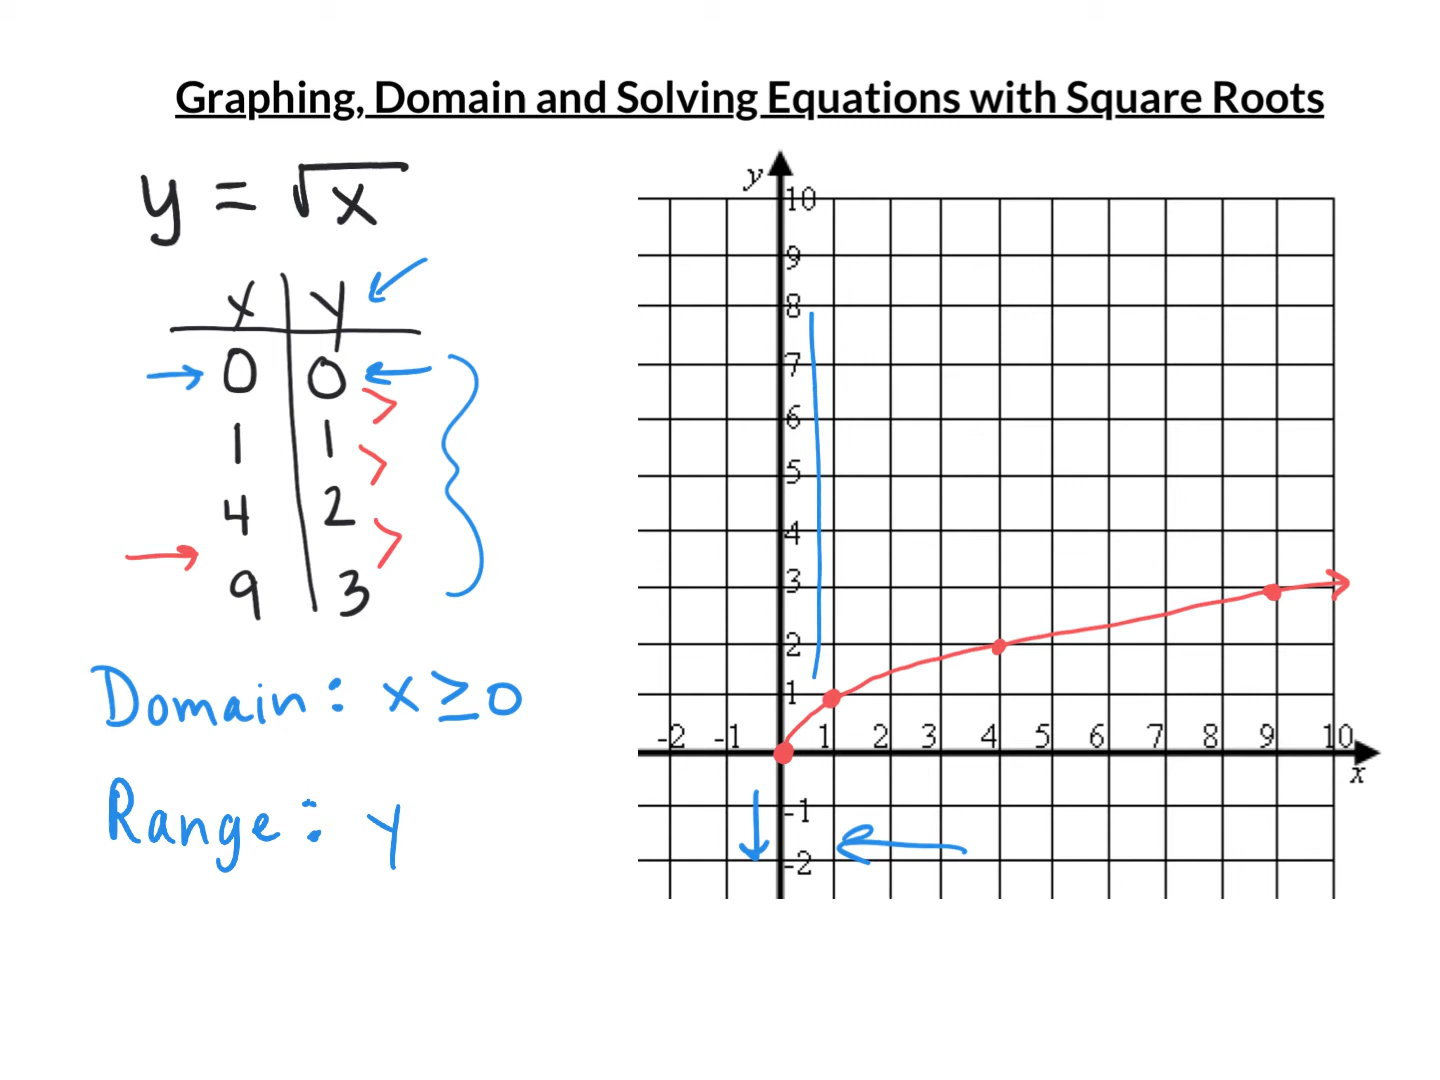 Graphing, Domain and Solving Equations with Square Roots
y = √x
x y
0 0
1 1
4 2
9 3
Domain: x ≥ 0
Range: y
y
10
9
8
7
6
5
4
3
2
1
-2 -1 1 2 3 4 5 6 7 8 9 10
x
-1
-2